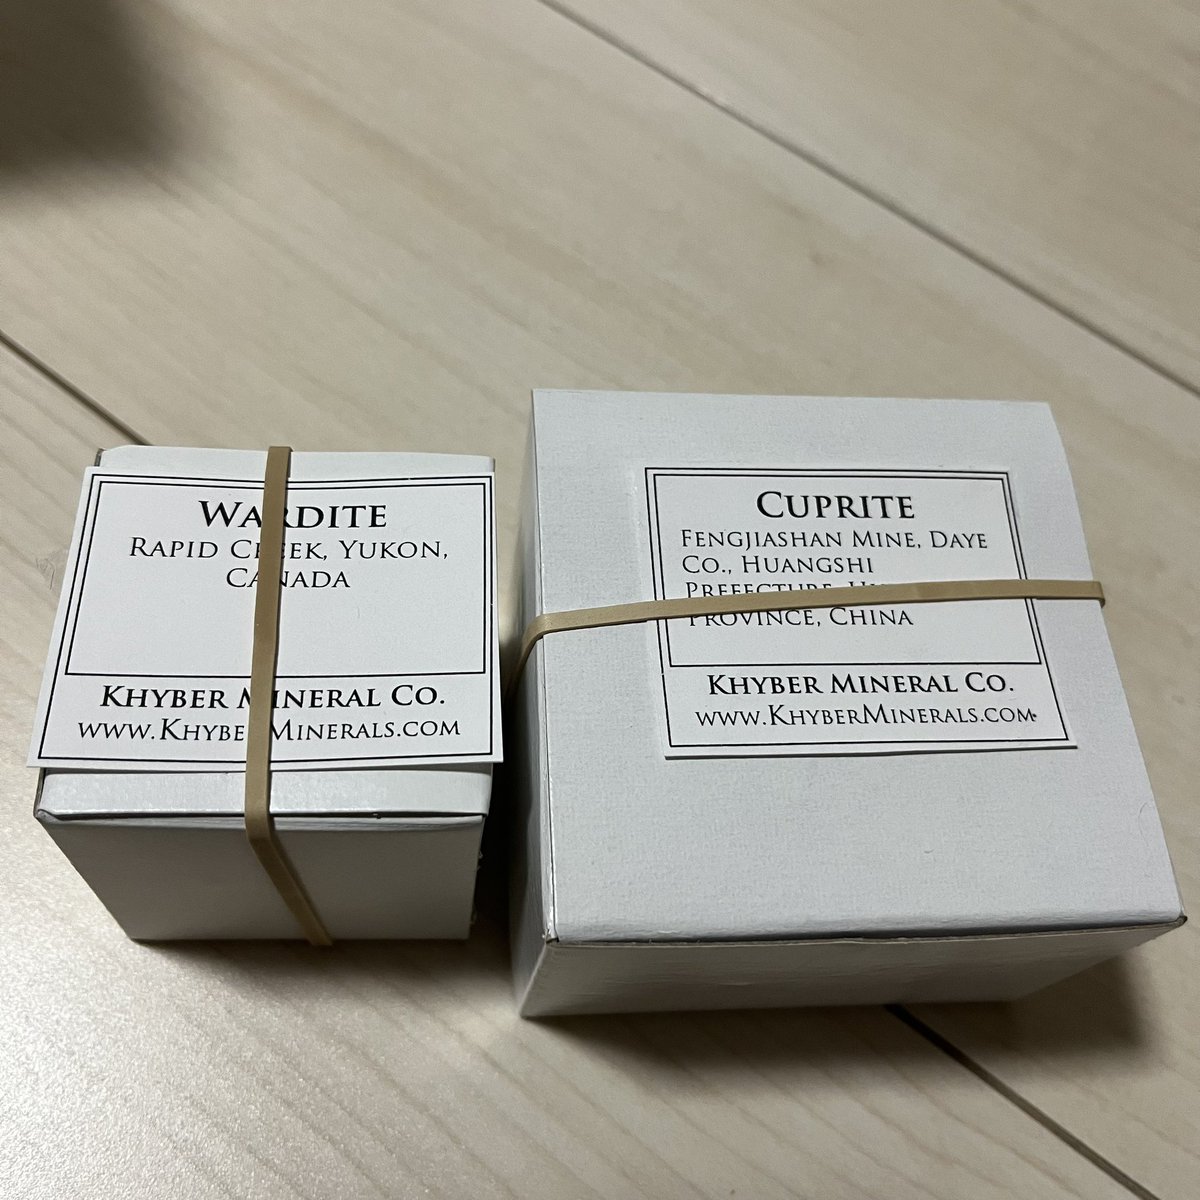 Wardite
Rapid Creek, Yukon,
Canada
Khyber Mineral Co.
www.KhyberMinerals.com
Cuprite
Fengjiashan Mine, Daye
Co., Huangshi
Prefecture,
Province, China
Khyber Mineral Co.
www.KhyberMinerals.com